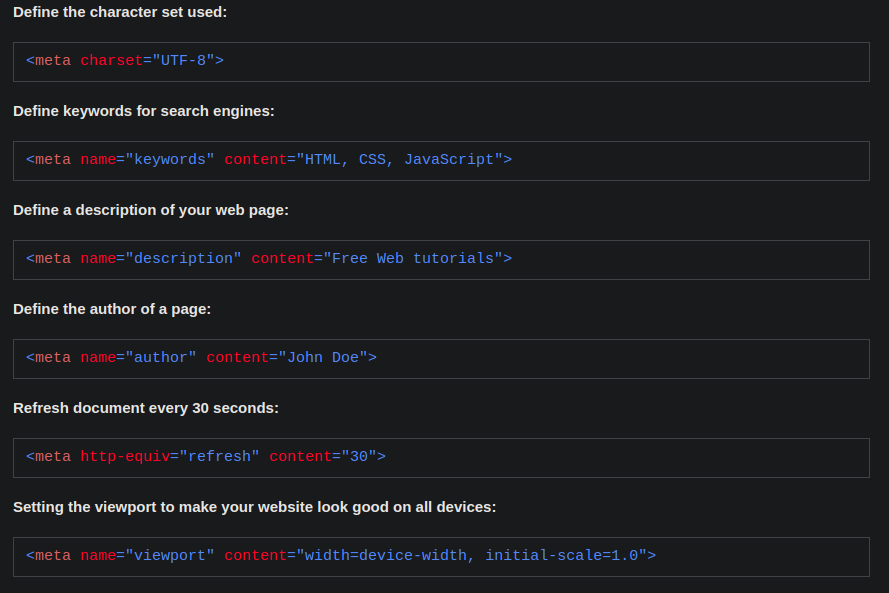 Define the character set used:
<meta charset="UTF-8">
Define keywords for search engines:
<meta name="keywords" content="HTML, CSS, JavaScript">
Define a description of your web page:
<meta name="description" content="Free Web tutorials">
Define the author of a page:
<meta name="author" content="John Doe">
Refresh document every 30 seconds:
<meta http-equiv="refresh" content="30">
Setting the viewport to make your website look good on all devices:
<meta name="viewport" content="width=device-width, initial-scale=1.0">